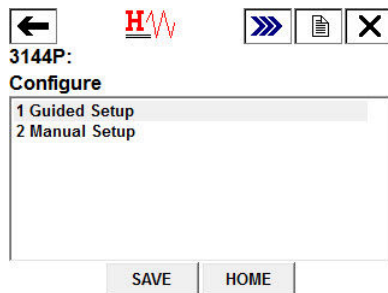 H
3144P:
Configure
1 Guided Setup
2 Manual Setup
SAVE HOME